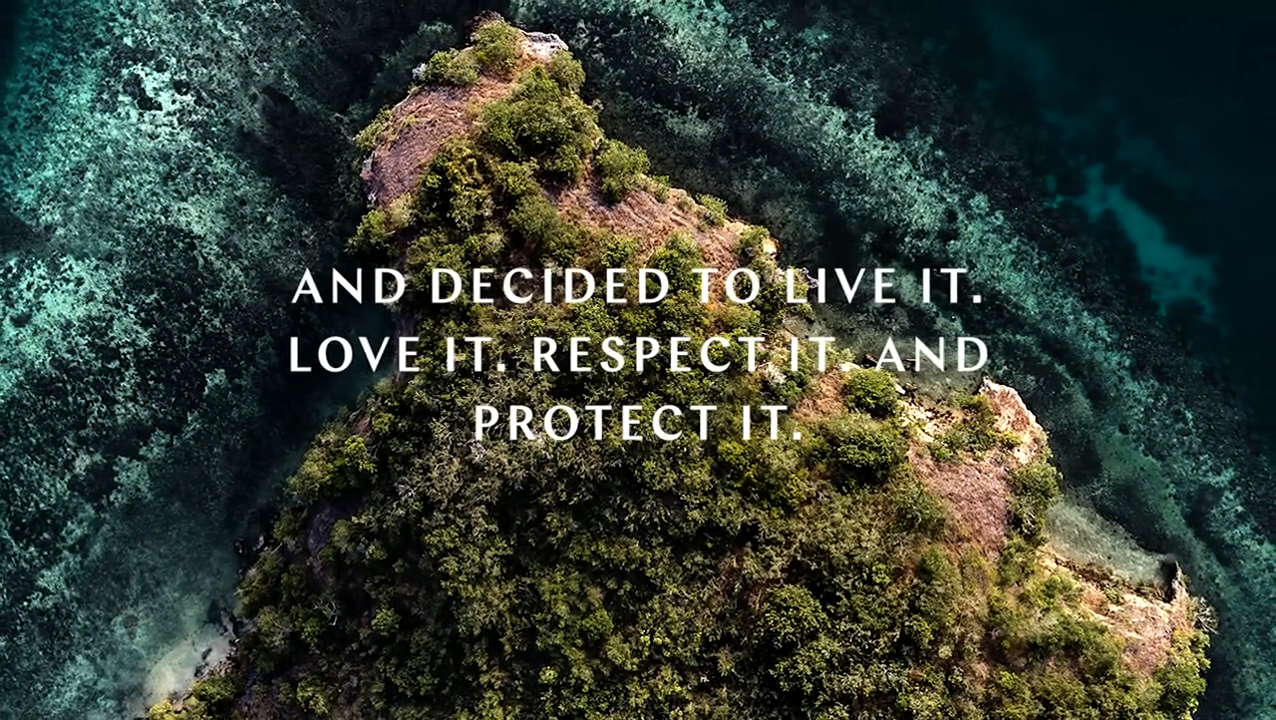 AND DECIDED TO LIVE IT.
LOVE IT. RESPECT IT. AND
PROTECT IT.